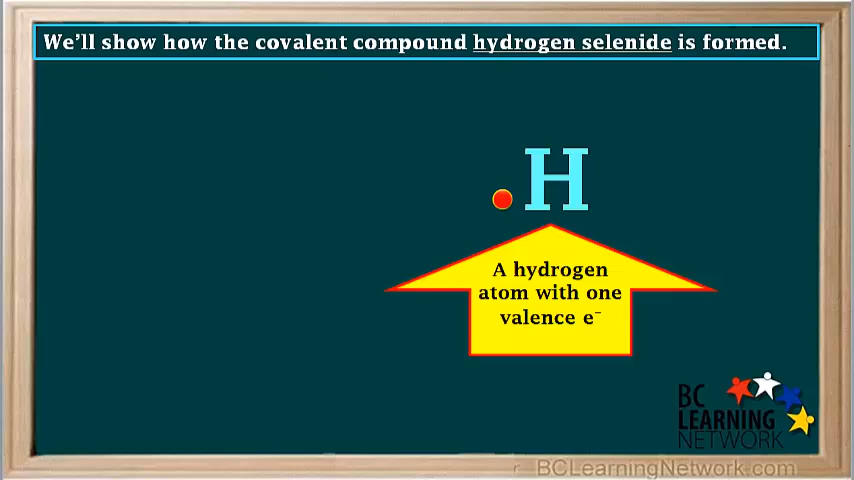 We'll show how the covalent compound hydrogen selenide is formed.
H
A hydrogen
atom with one
valence e⁻
BC
LEARNING
NETWORK
BCLearningNetwork.com